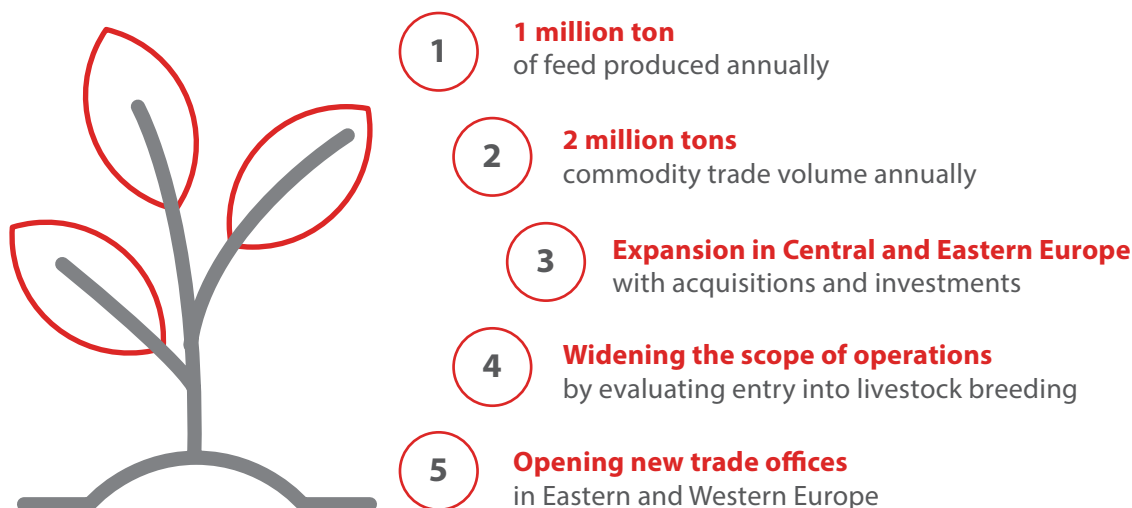 1
1 million ton
of feed produced annually
2
2 million tons
commodity trade volume annually
3
Expansion in Central and Eastern Europe
with acquisitions and investments
4
Widening the scope of operations
by evaluating entry into livestock breeding
5
Opening new trade offices
in Eastern and Western Europe